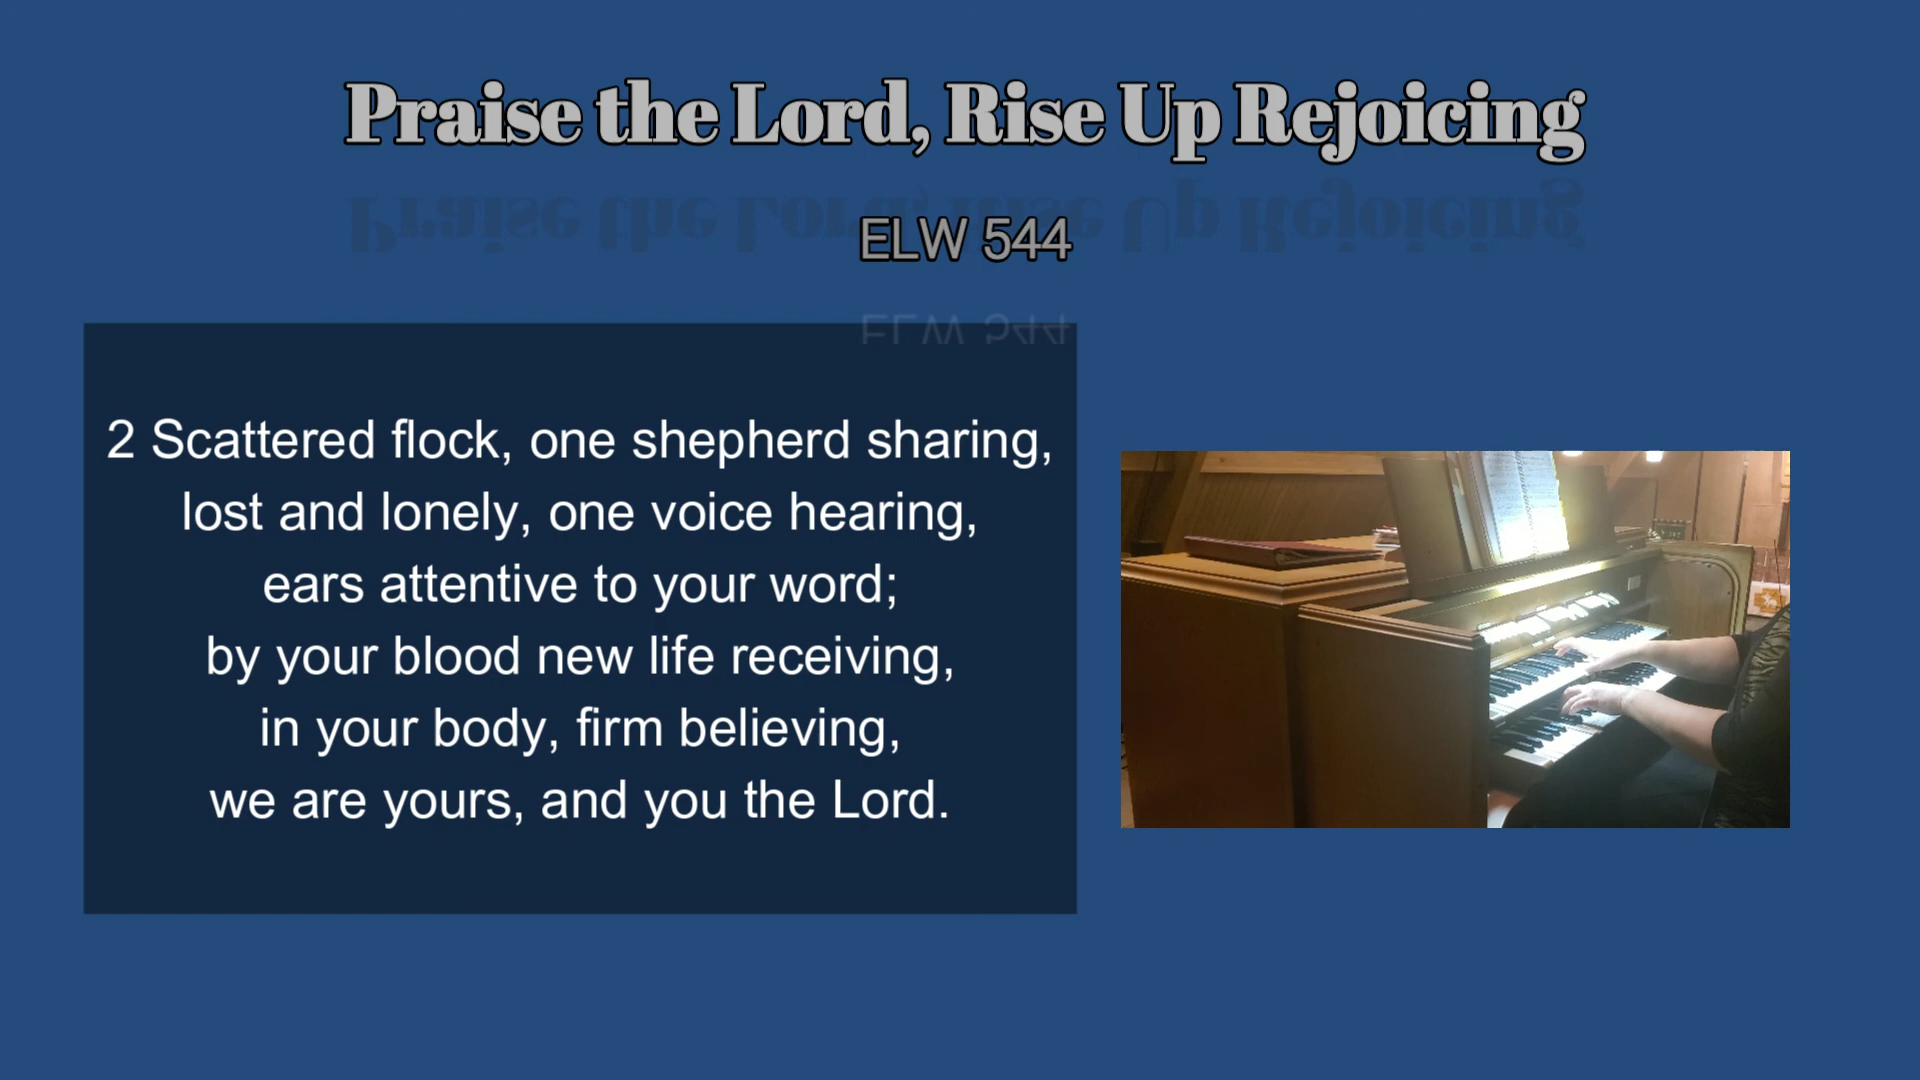 Praise the Lord, Rise Up Rejoicing
ELW 544
2 Scattered flock, one shepherd sharing,
lost and lonely, one voice hearing,
ears attentive to your word;
by your blood new life receiving,
in your body, firm believing,
we are yours, and you the Lord.